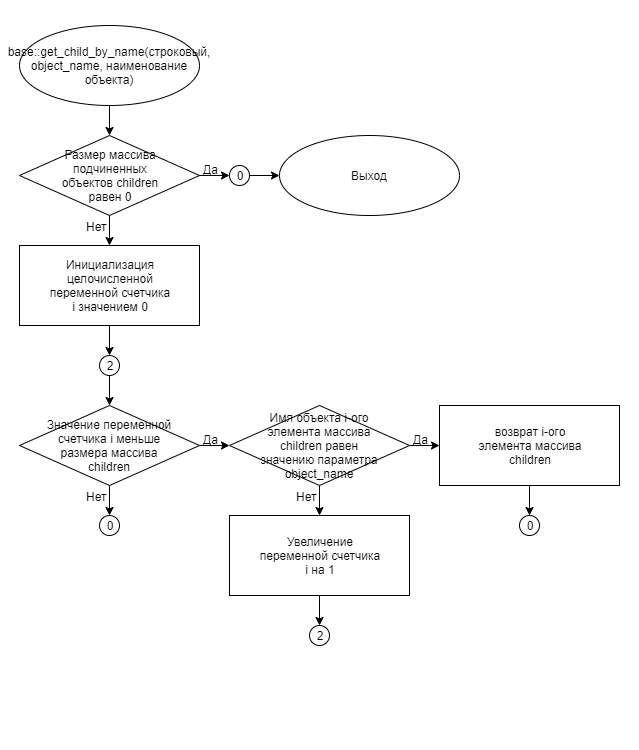 base::get_child_by_name(строковый,
object_name, наименование
объекта)
Размер массива
подчиненных
объектов children
равен 0
Да
0
Выход
Нет
Инициализация
целочисленной
переменной счетчика
i значением 0
2
Значение переменной
счетчика i меньше
размера массива
children
Да
Имя объекта i-ого
элемента массива
children равен
значению параметра
object_name
Да
возврат i-ого
элемента массива
children
Нет
0
Нет
0
Увеличение
переменной счетчика
i на 1
2